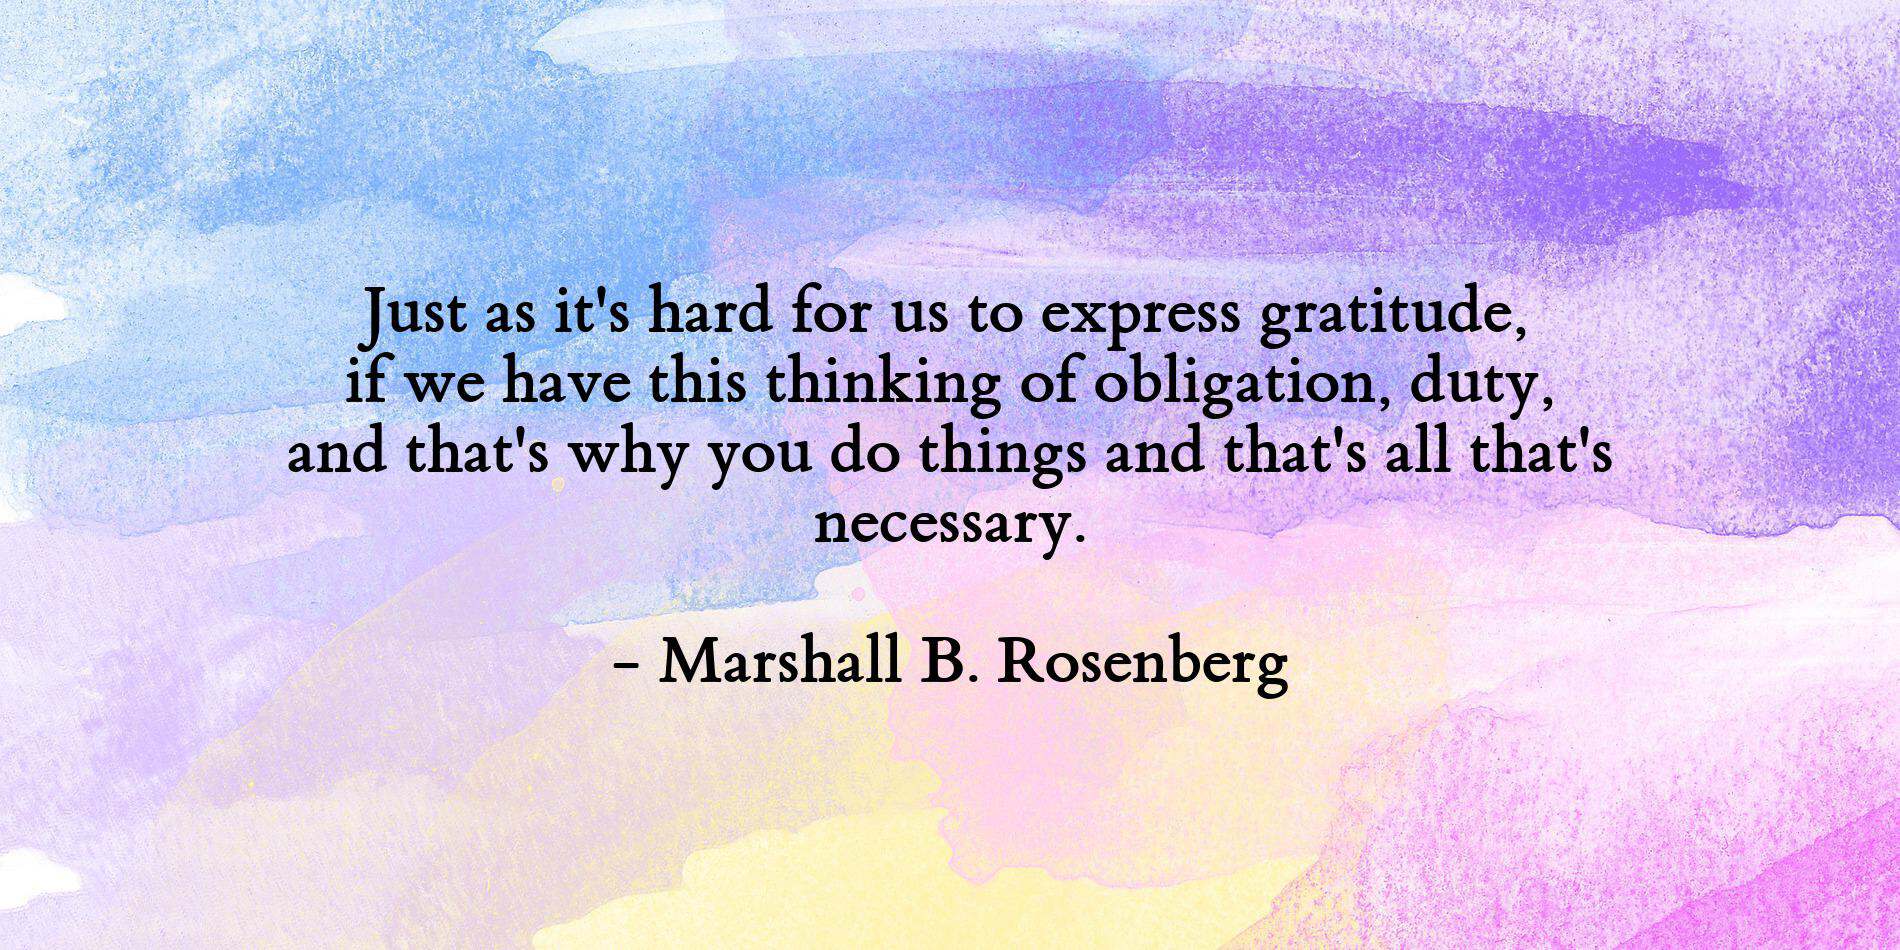 Just as it's hard for us to express gratitude,
if we have this thinking of obligation, duty,
and that's why you do things and that's all that's
necessary.
- Marshall B. Rosenberg